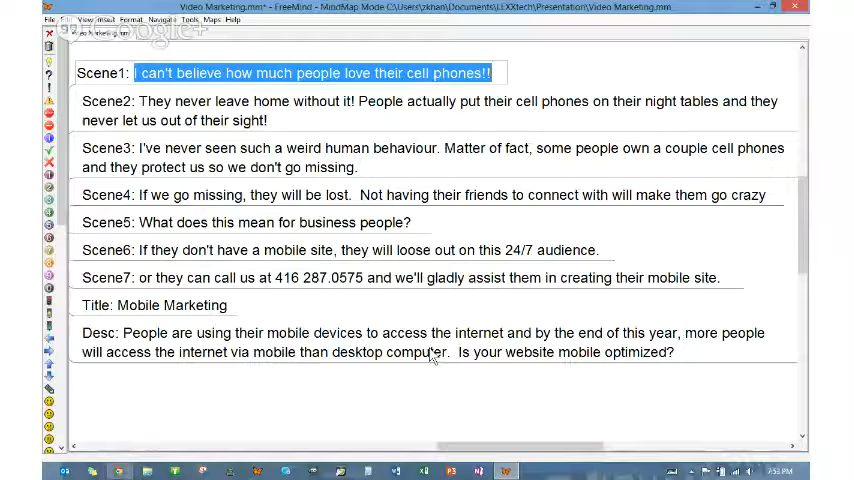 Video Marketing.mm* - FreeMind - MindMap Mode C:\Users\zkhan\Documents\LEXXtech\Presentation\Video Marketing.mm
File Edit View Insert Format Navigate Tools Maps Help
Google+
Video Marketing.mm
Scene1: I can't believe how much people love their cell phones!!
Scene2: They never leave home without it! People actually put their cell phones on their night tables and they
never let us out of their sight!
Scene3: I've never seen such a weird human behaviour. Matter of fact, some people own a couple cell phones
and they protect us so we don't go missing.
Scene4: If we go missing, they will be lost. Not having their friends to connect with will make them go crazy
Scene5: What does this mean for business people?
Scene6: If they don't have a mobile site, they will loose out on this 24/7 audience.
Scene7: or they can call us at 416 287.0575 and we'll gladly assist them in creating their mobile site.
Title: Mobile Marketing
Desc: People are using their mobile devices to access the internet and by the end of this year, more people
will access the internet via mobile than desktop computer. Is your website mobile optimized?
7:53 PM